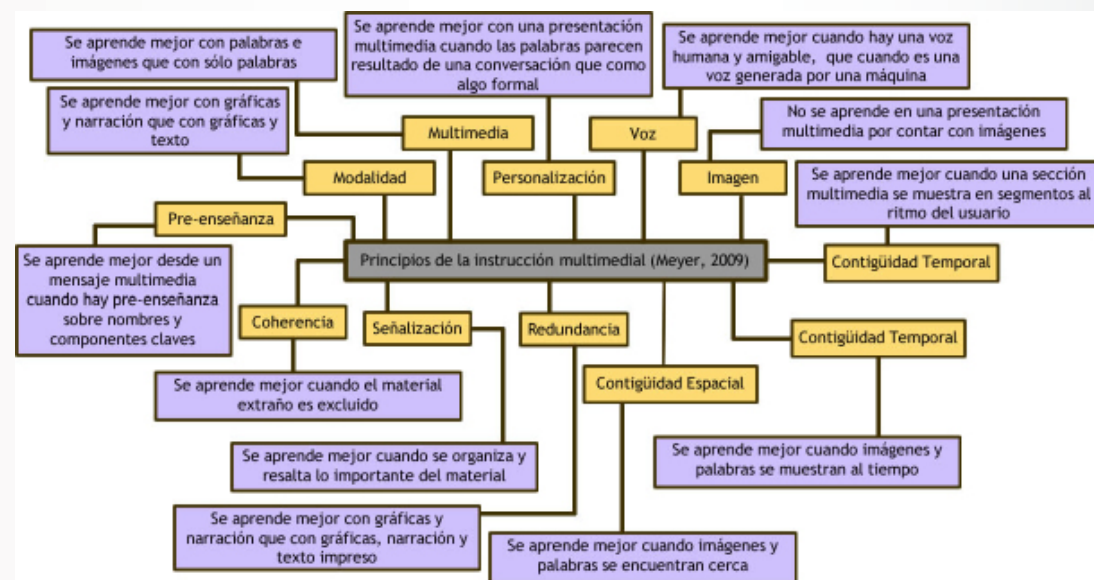 Se aprende mejor con palabras e
imágenes que con sólo palabras
Se aprende mejor con una presentación
multimedia cuando las palabras parecen
resultado de una conversación que como
algo formal
Se aprende mejor cuando hay una voz
humana y amigable, que cuando es una
voz generada por una máquina
Se aprende mejor con gráficas
y narración que con gráficas y
texto
Multimedia
Voz
No se aprende en una presentación
multimedia por contar con imágenes
Modalidad
Personalización
Imagen
Se aprende mejor cuando una sección
multimedia se muestra en segmentos al
ritmo del usuario
Pre-enseñanza
Principios de la instrucción multimedial (Meyer, 2009)
Contigüidad Temporal
Se aprende mejor desde un
mensaje multimedia
cuando hay pre-enseñanza
sobre nombres y
componentes claves
Coherencia
Señalización
Redundancia
Contigüidad Temporal
Contigüidad Espacial
Se aprende mejor cuando el material
extraño es excluido
Se aprende mejor cuando se organiza y
resalta lo importante del material
Se aprende mejor cuando imágenes y
palabras se muestran al tiempo
Se aprende mejor con gráficas y
narración que con gráficas, narración y
texto impreso
Se aprende mejor cuando imágenes y
palabras se encuentran cerca